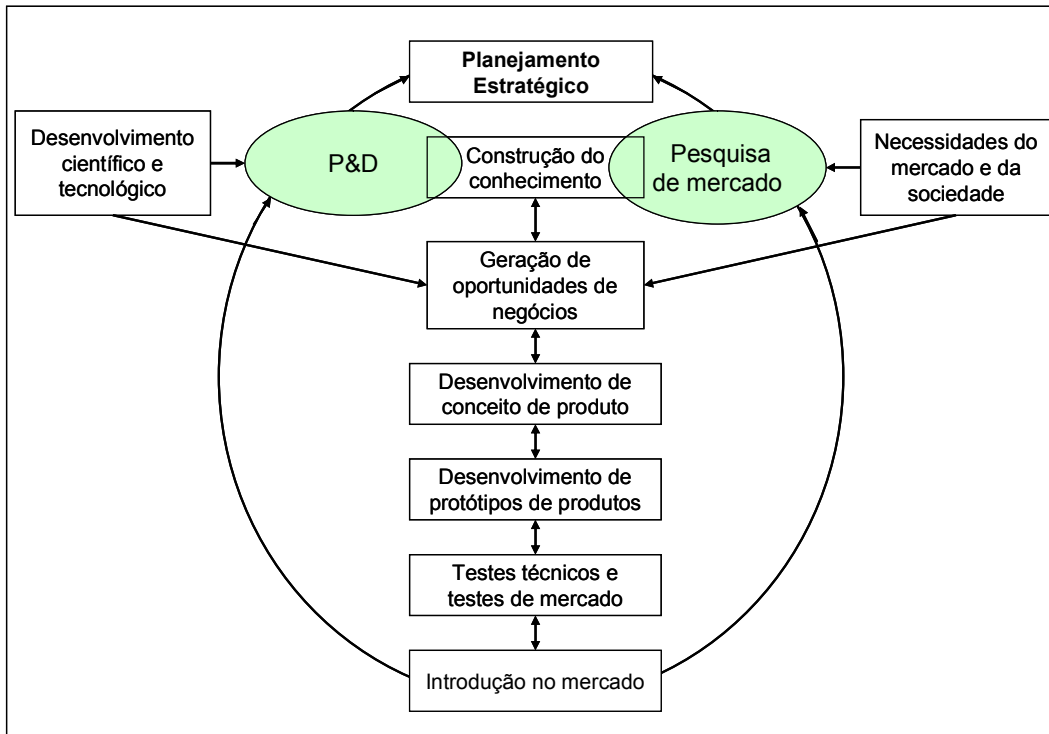 Planejamento
Estratégico
Desenvolvimento
científico e
tecnológico
P&D
Construção do
conhecimento
Pesquisa
de mercado
Necessidades do
mercado e da
sociedade
Geração de
oportunidades de
negócios
Desenvolvimento de
conceito de produto
Desenvolvimento de
protótipos de produtos
Testes técnicos e
testes de mercado
Introdução no mercado